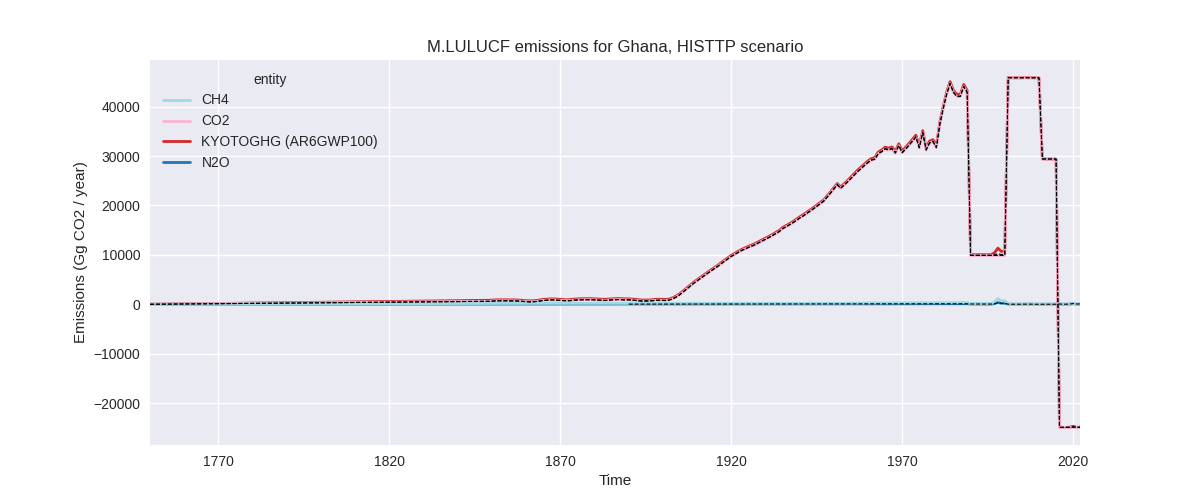 M.LULUCF emissions for Ghana, HISTTP scenario
entity
CH4
CO2
KYOTOGHG (AR6GWP100)
N2O
40000
30000
20000
10000
0
−10000
−20000
Emissions (Gg CO2 / year)
1770
1820
1870
1920
1970
2020
Time